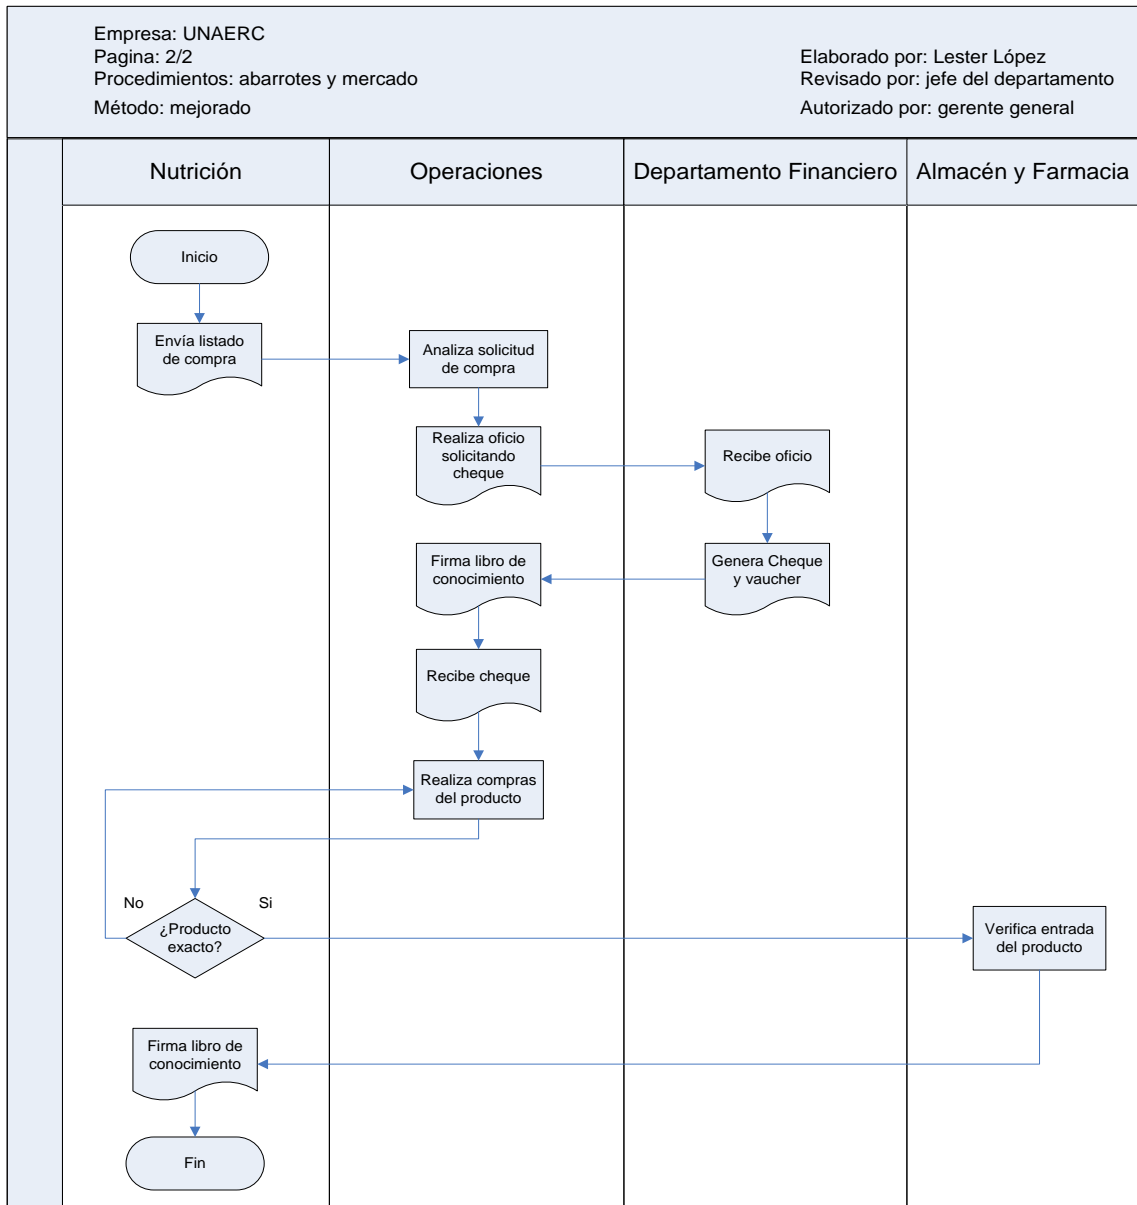 Empresa: UNAERC
Pagina: 2/2
Procedimientos: abarrotes y mercado
Método: mejorado
Elaborado por: Lester López
Revisado por: jefe del departamento
Autorizado por: gerente general
Nutrición
Operaciones
Departamento Financiero
Almacén y Farmacia
Inicio
Envía listado
de compra
Analiza solicitud
de compra
Realiza oficio
solicitando
cheque
Recibe oficio
Firma libro de
conocimiento
Genera Cheque
y vaucher
Recibe cheque
Realiza compras
del producto
No
Si
¿Producto
exacto?
Verifica entrada
del producto
Firma libro de
conocimiento
Fin